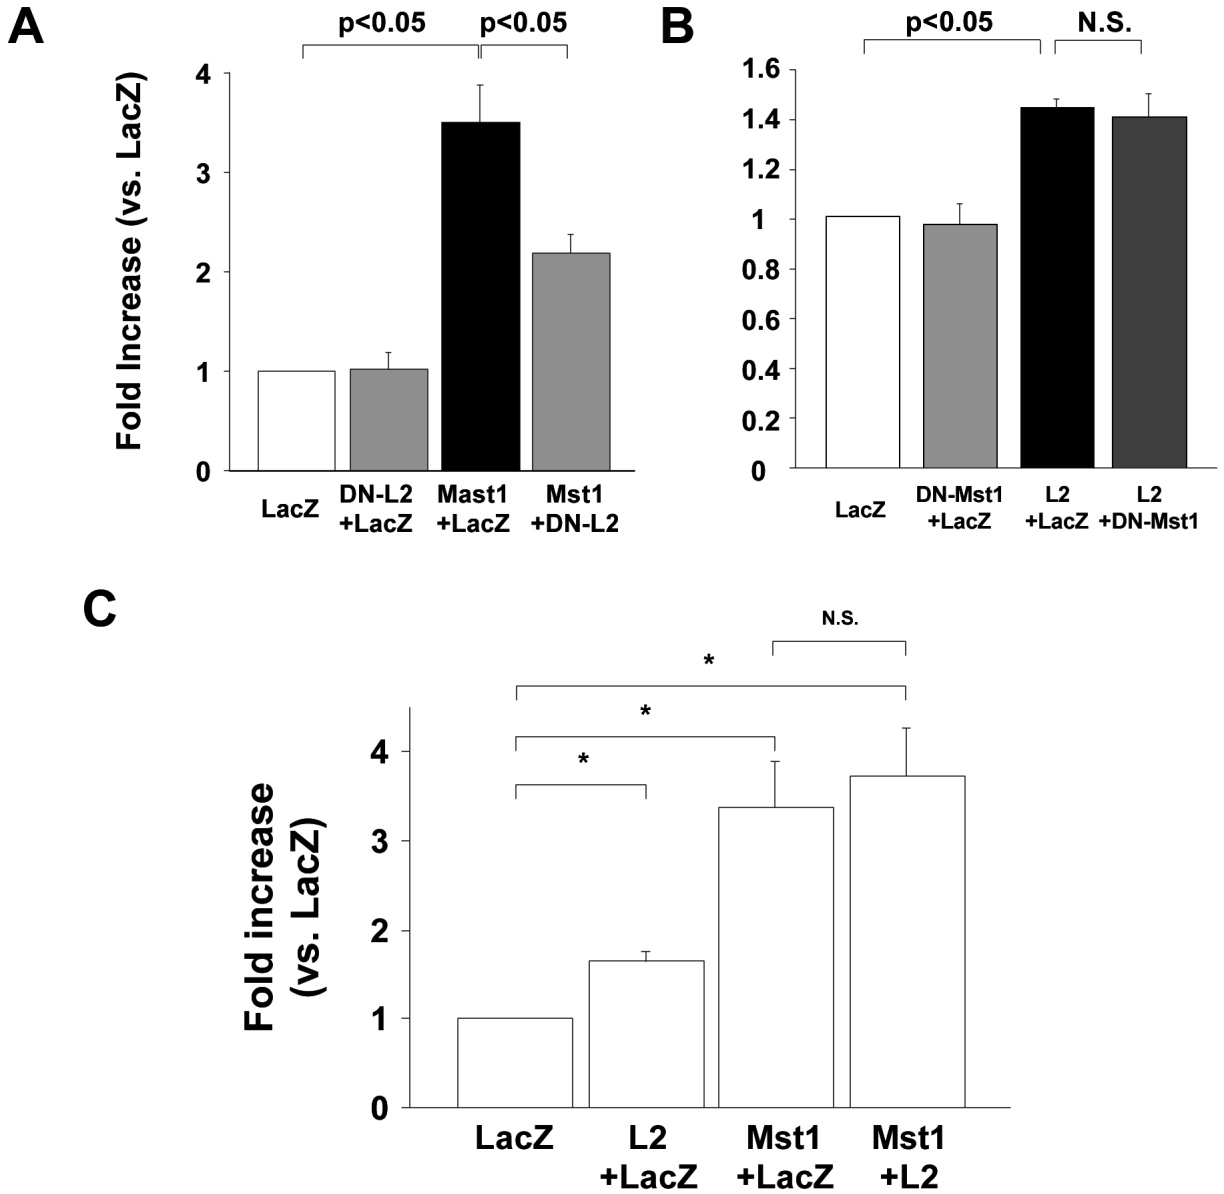 A
p<0.05 p<0.05
Fold Increase (vs. LacZ)
4
3
2
1
0
LacZ
DN-L2
+LacZ
Mast1
+LacZ
Mst1
+DN-L2
B
p<0.05 N.S.
1.6
1.4
1.2
1
0.8
0.6
0.4
0.2
0
LacZ
DN-Mst1
+LacZ
L2
+LacZ
L2
+DN-Mst1
C
N.S.
*
*
*
Fold increase
(vs. LacZ)
4
3
2
1
0
LacZ
L2
+LacZ
Mst1
+LacZ
Mst1
+L2